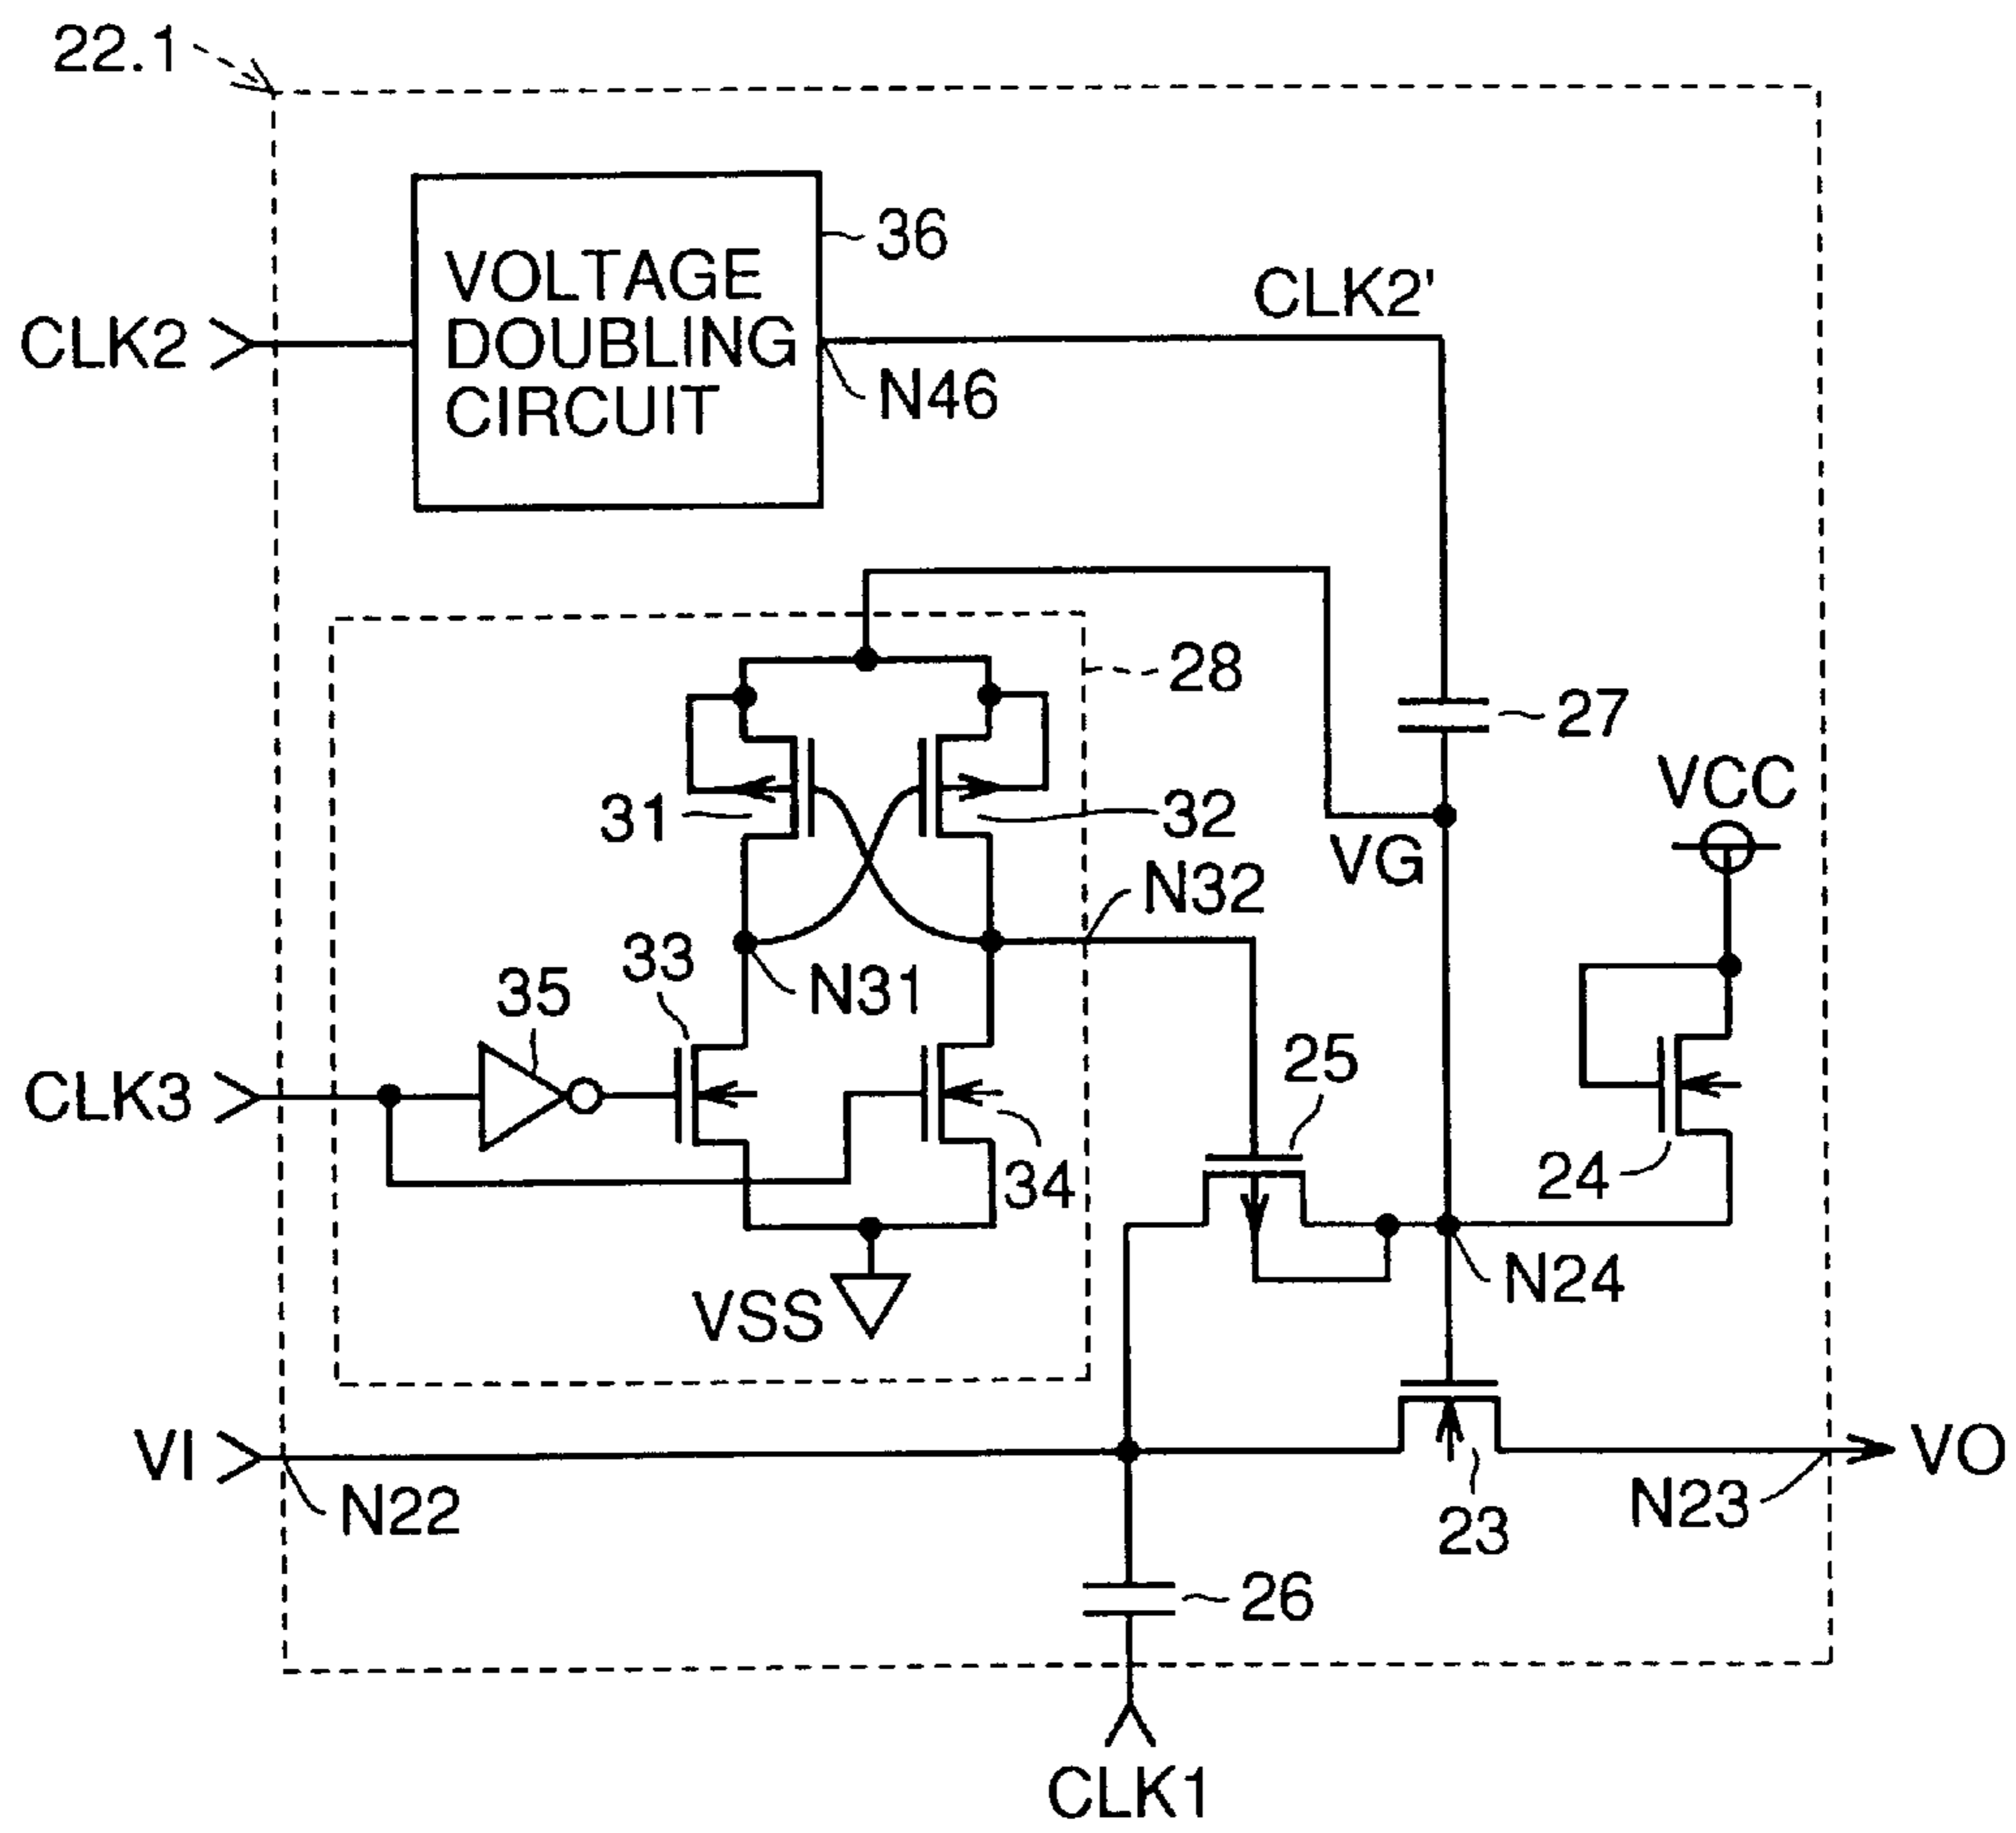 22.1
36
VOLTAGE
DOUBLING
CIRCUIT
CLK2'
CLK2
N46
28
27
VCC
31
32
VG
N32
33
N31
35
25
CLK3
24
34
N24
VSS
VI
VO
N22
N23
23
26
CLK1